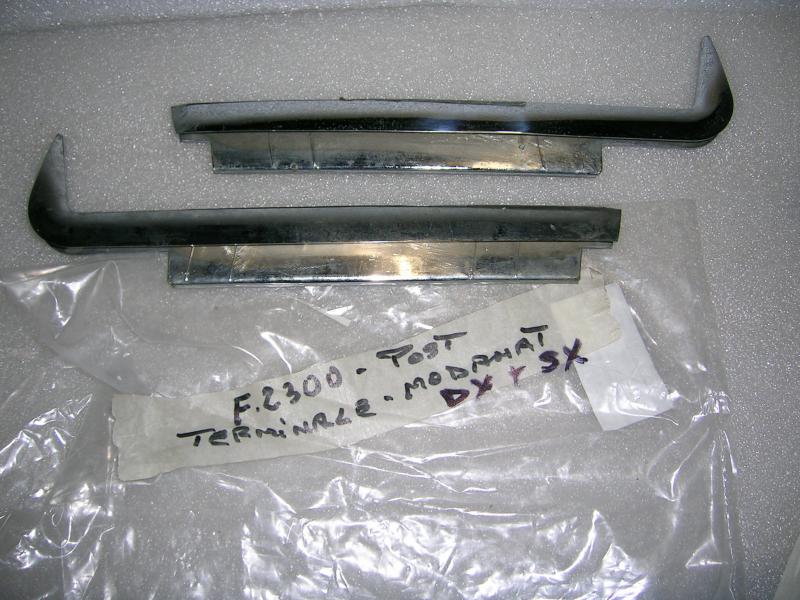 F.2300 - POST
TERMINALE - MODANAT
DX + SX